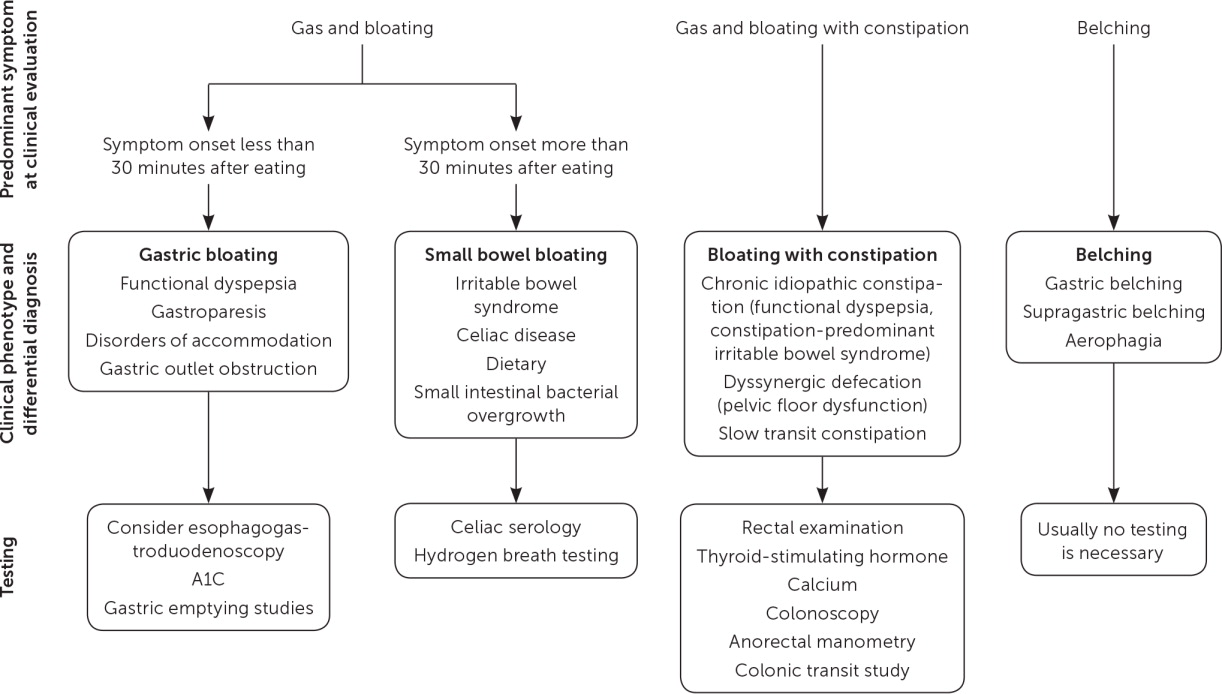 Predominant symptom
at clinical evaluation
Gas and bloating
Gas and bloating with constipation
Belching
Symptom onset less than
30 minutes after eating
Symptom onset more than
30 minutes after eating
Clinical phenotype and
differential diagnosis
Gastric bloating
Functional dyspepsia
Gastroparesis
Disorders of accommodation
Gastric outlet obstruction
Small bowel bloating
Irritable bowel
syndrome
Celiac disease
Dietary
Small intestinal bacterial
overgrowth
Bloating with constipation
Chronic idiopathic constipa-
tion (functional dyspepsia,
constipation-predominant
irritable bowel syndrome)
Dyssynergic defecation
(pelvic floor dysfunction)
Slow transit constipation
Belching
Gastric belching
Supragastric belching
Aerophagia
Testing
Consider esophagogas-
troduodenoscopy
A1C
Gastric emptying studies
Celiac serology
Hydrogen breath testing
Rectal examination
Thyroid-stimulating hormone
Calcium
Colonoscopy
Anorectal manometry
Colonic transit study
Usually no testing
is necessary